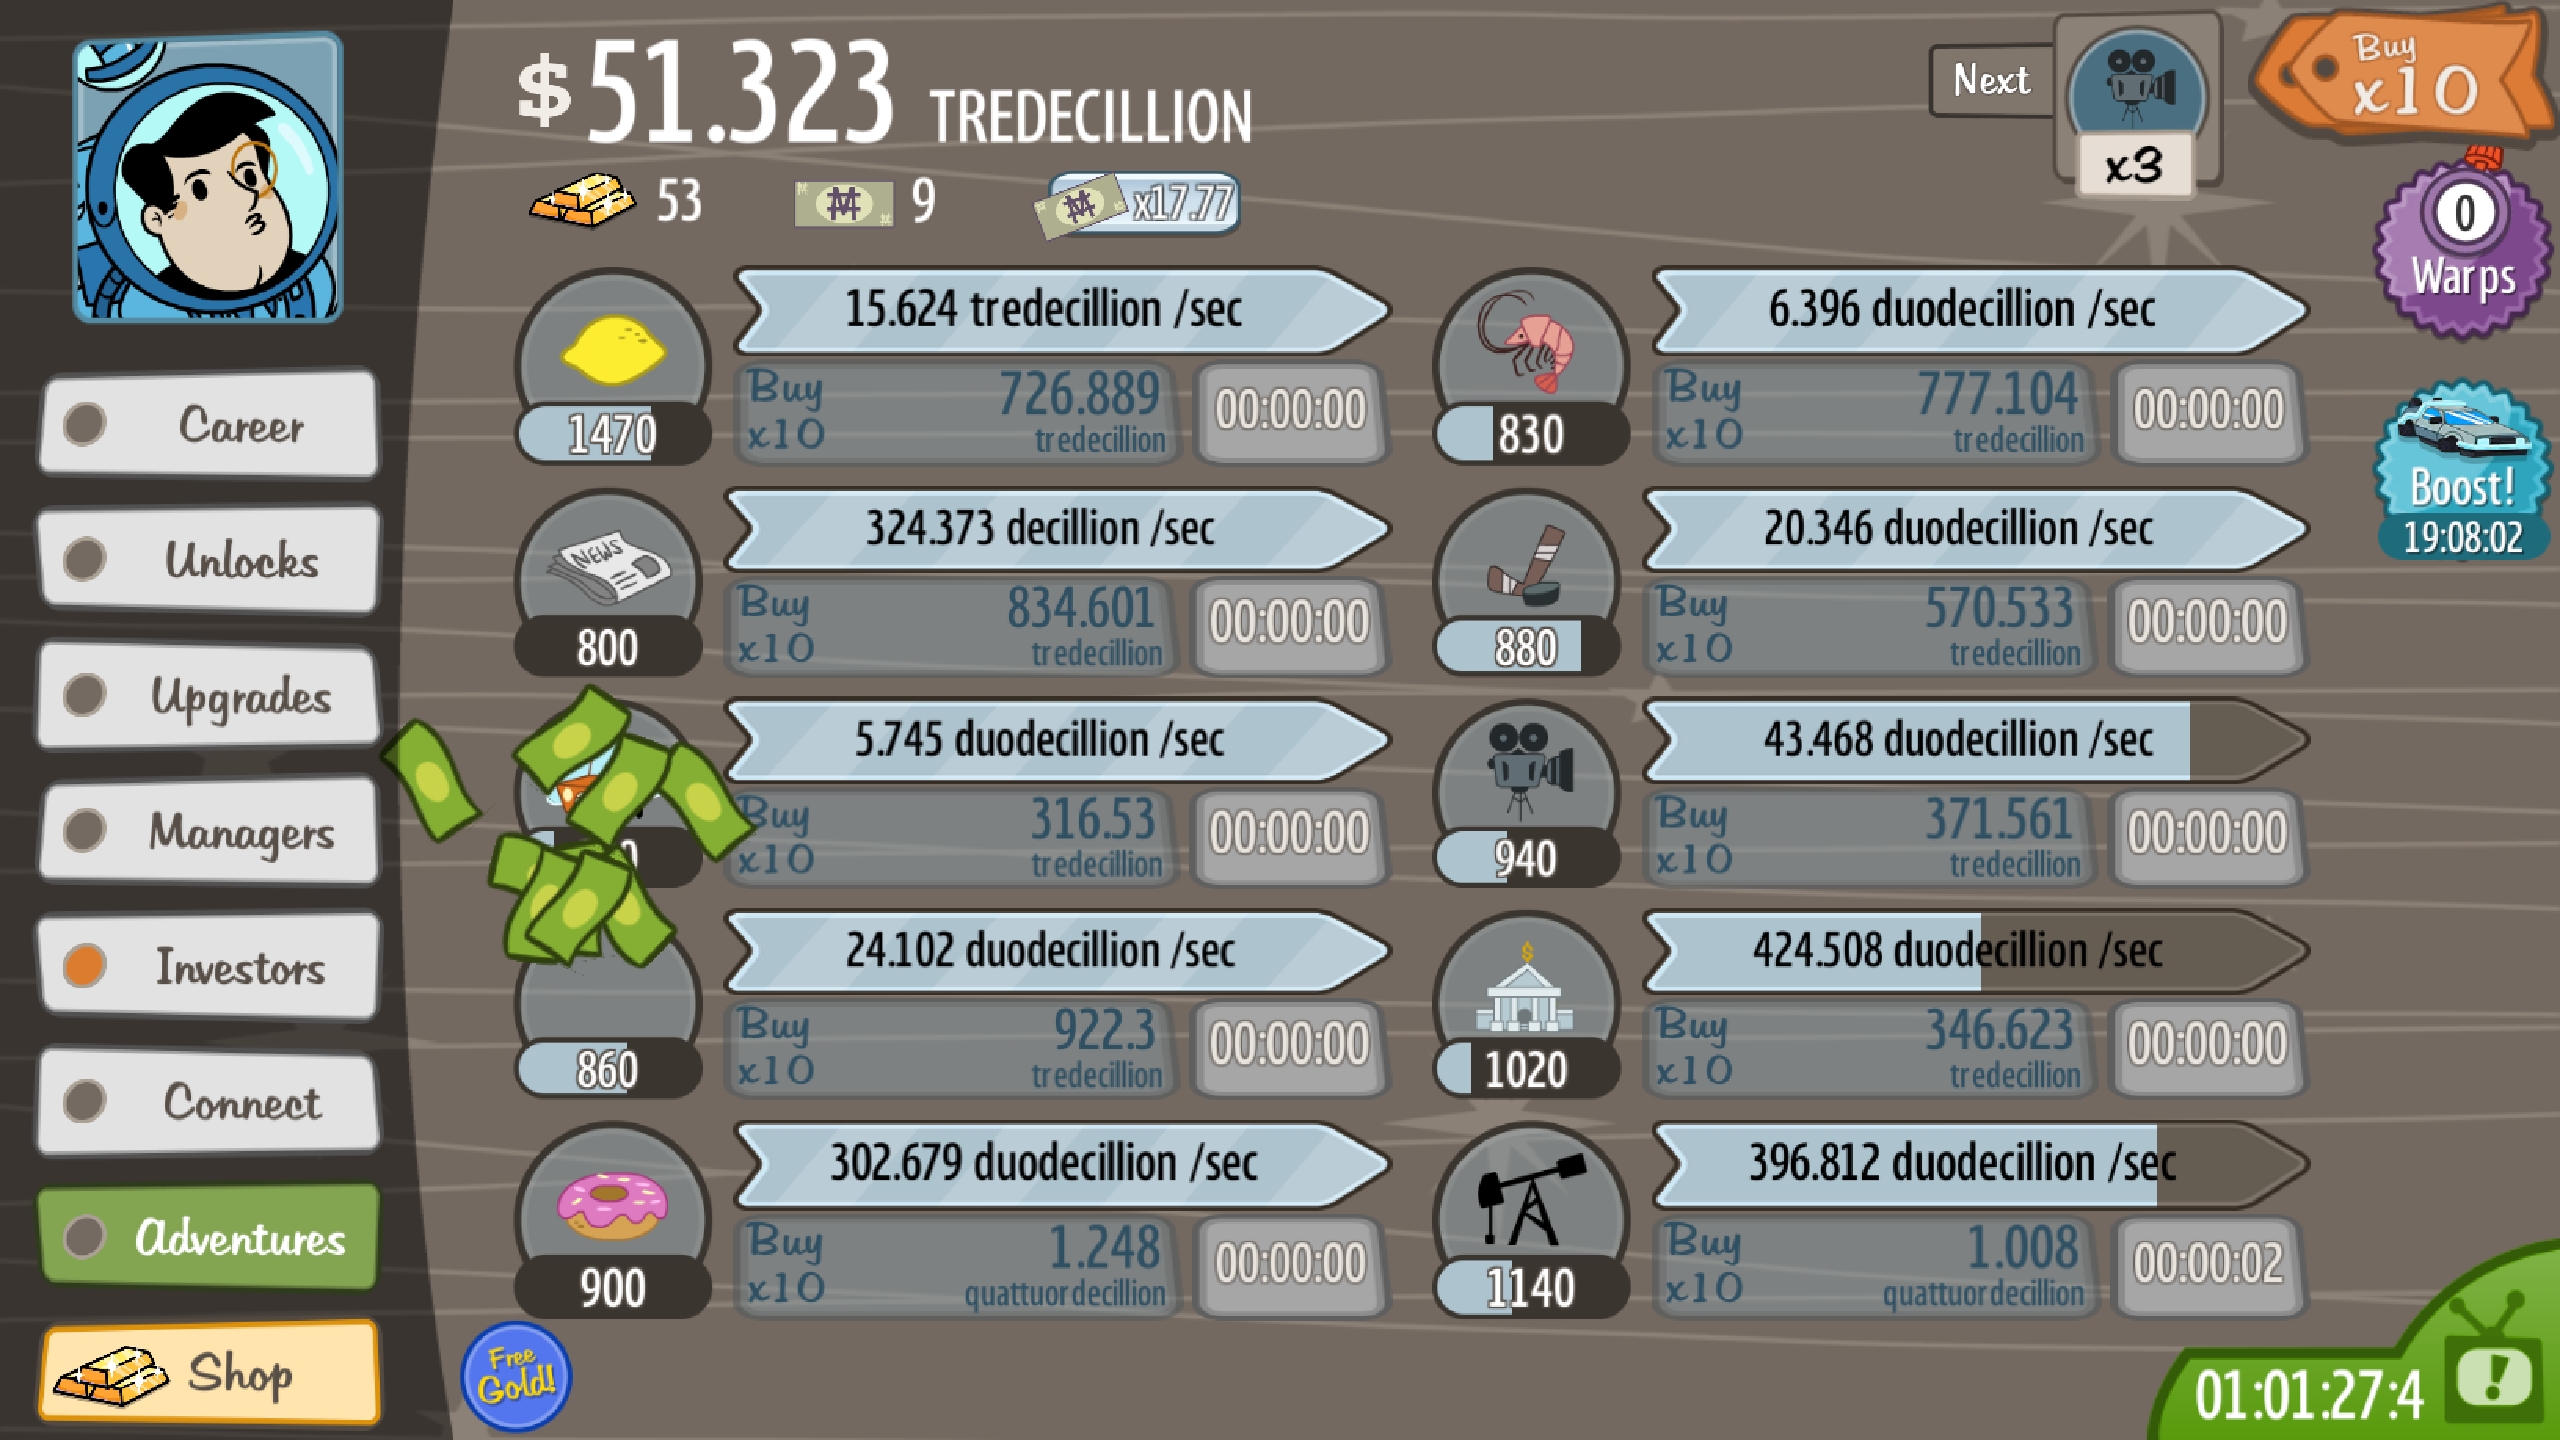 $ 51.323 TREDECILLION
53
9
x17.77
Next
x3
Buy
x10
0
Warps
Boost!
19:08:02
Career
Unlocks
Upgrades
Managers
Investors
Connect
Adventures
Shop
15.624 tredecillion /sec
1470
Buy
x10
726.889
tredecillion
00:00:00
NEWS
324.373 decillion /sec
800
Buy
x10
834.601
tredecillion
00:00:00
5.745 duodecillion /sec
Buy
x10
316.53
tredecillion
00:00:00
24.102 duodecillion /sec
860
Buy
x10
922.3
tredecillion
00:00:00
302.679 duodecillion /sec
900
Buy
x10
1.248
quattuordecillion
00:00:00
6.396 duodecillion /sec
830
Buy
x10
777.104
tredecillion
00:00:00
20.346 duodecillion /sec
880
Buy
x10
570.533
tredecillion
00:00:00
43.468 duodecillion /sec
940
Buy
x10
371.561
tredecillion
00:00:00
424.508 duodecillion /sec
1020
Buy
x10
346.623
tredecillion
00:00:00
396.812 duodecillion /sec
1140
Buy
x10
1.008
quattuordecillion
00:00:02
Free
Gold!
01:01:27:4